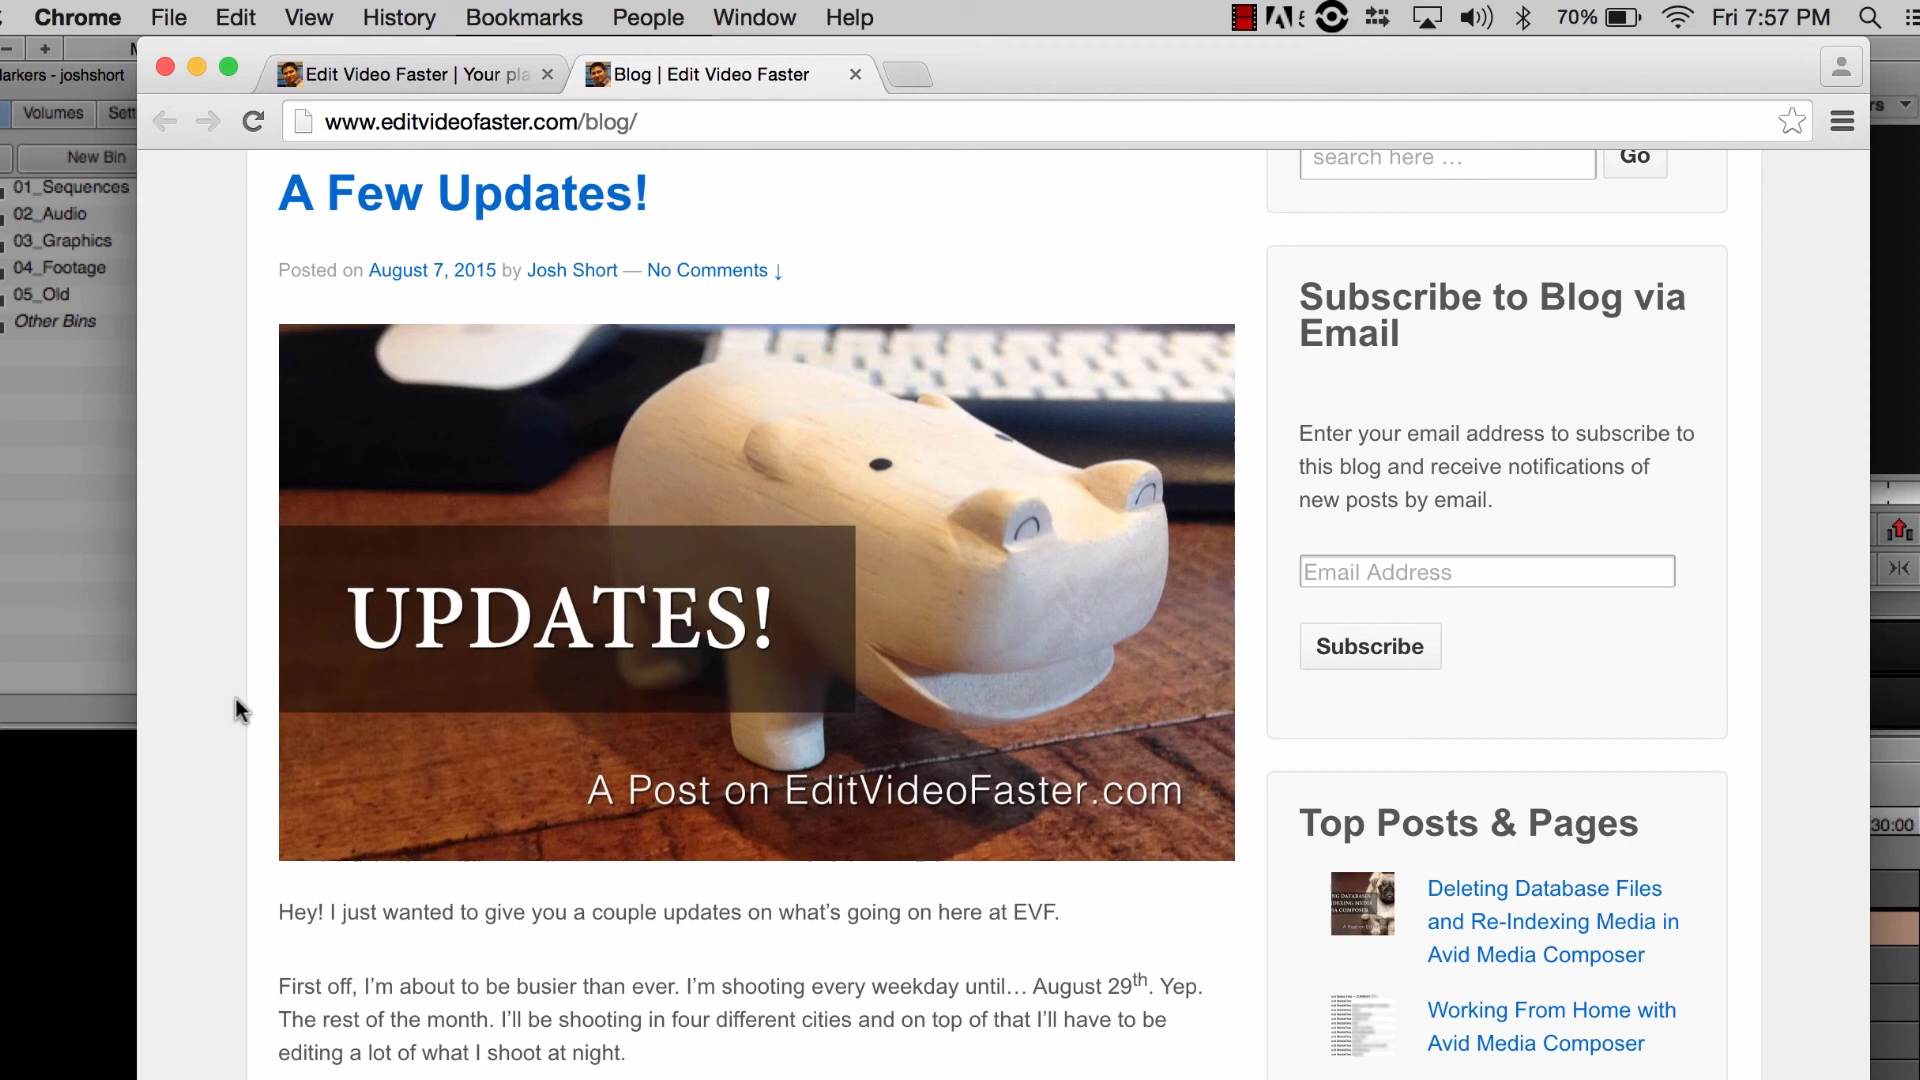 Chrome File Edit View History Bookmarks People Window Help 70% Fri 7:57 PM
arkers - joshshort
Edit Video Faster | Your pla
Blog | Edit Video Faster
Volumes
www.editvideofaster.com/blog/
New Bin
01_Sequences
02_Audio
03_Graphics
04_Footage
05_Old
Other Bins
A Few Updates!
Posted on August 7, 2015 by Josh Short — No Comments ↓
UPDATES!
A Post on EditVideoFaster.com
Hey! I just wanted to give you a couple updates on what's going on here at EVF.
First off, I'm about to be busier than ever. I'm shooting every weekday until… August 29th. Yep.
The rest of the month. I'll be shooting in four different cities and on top of that I'll have to be
editing a lot of what I shoot at night.
search here …
Go
Subscribe to Blog via
Email
Enter your email address to subscribe to
this blog and receive notifications of
new posts by email.
Email Address
Subscribe
Top Posts & Pages
Deleting Database Files
and Re-Indexing Media in
Avid Media Composer
Working From Home with
Avid Media Composer
30:00